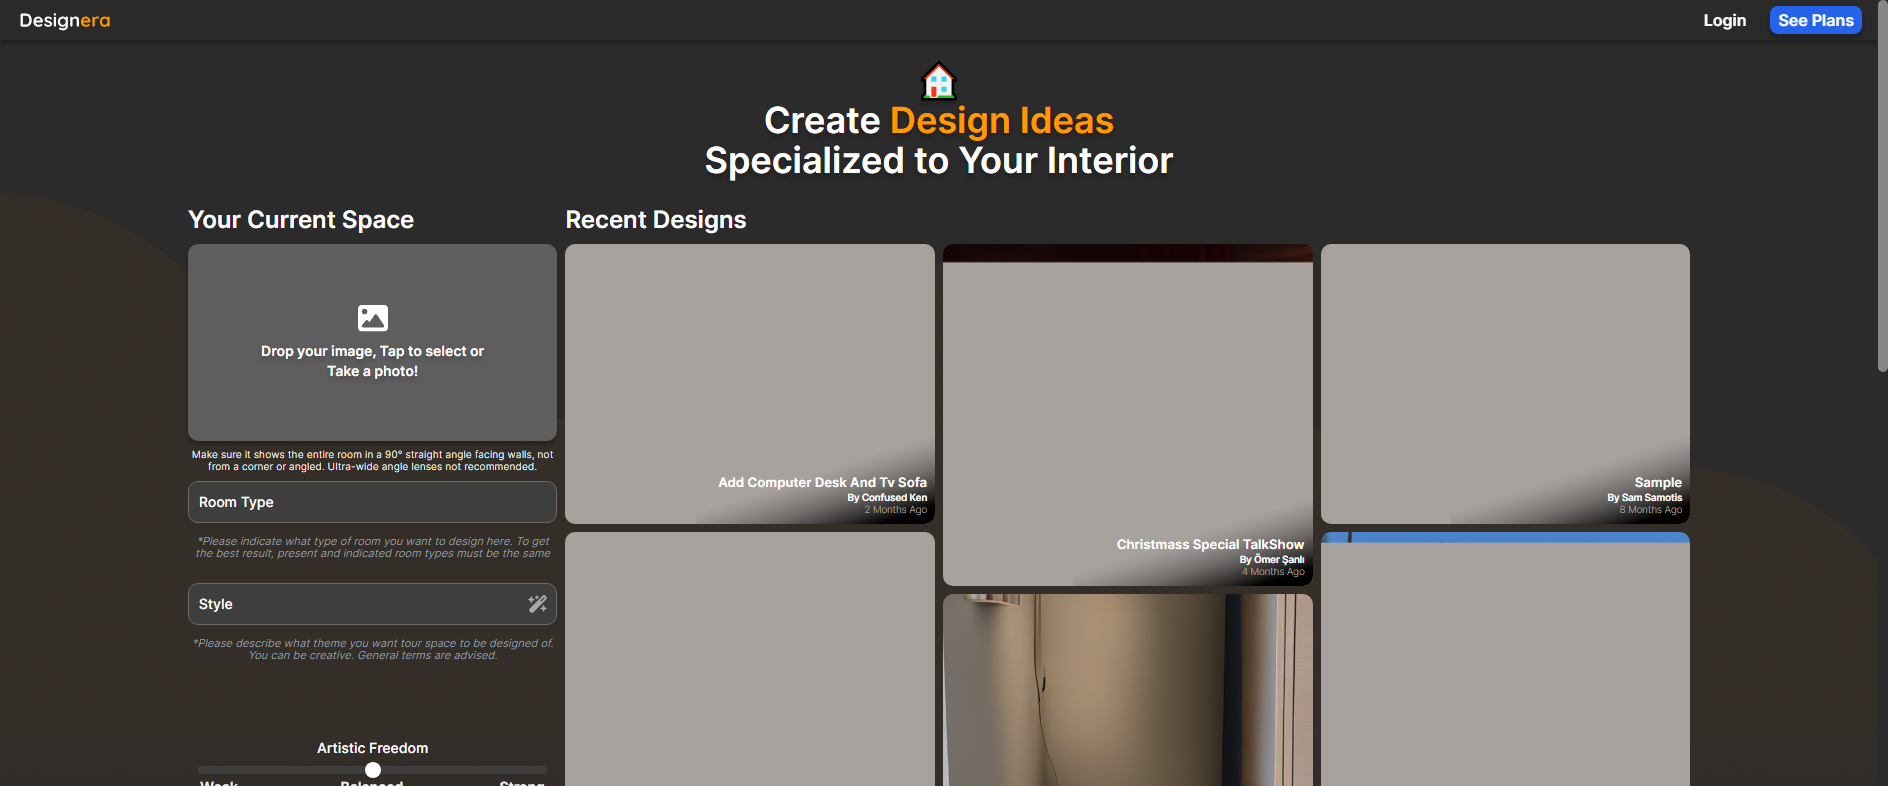 Designera
Login
See Plans
Create Design Ideas
Specialized to Your Interior
Your Current Space
Drop your image, Tap to select or
Take a photo!
Make sure it shows the entire room in a 90° straight angle facing walls, not
from a corner or angled. Ultra-wide angle lenses not recommended.
Room Type
*Please indicate what type of room you want to design here. To get
the best result, present and indicated room types must be the same
Style
*Please describe what theme you want tour space to be designed of.
You can be creative. General terms are advised.
Artistic Freedom
Weak
Balanced
Strong
Recent Designs
Add Computer Desk And Tv Sofa
By Confused Ken
2 Months Ago
Christmass Special TalkShow
By Ömer Şanlı
4 Months Ago
Sample
By Sam Samotis
8 Months Ago